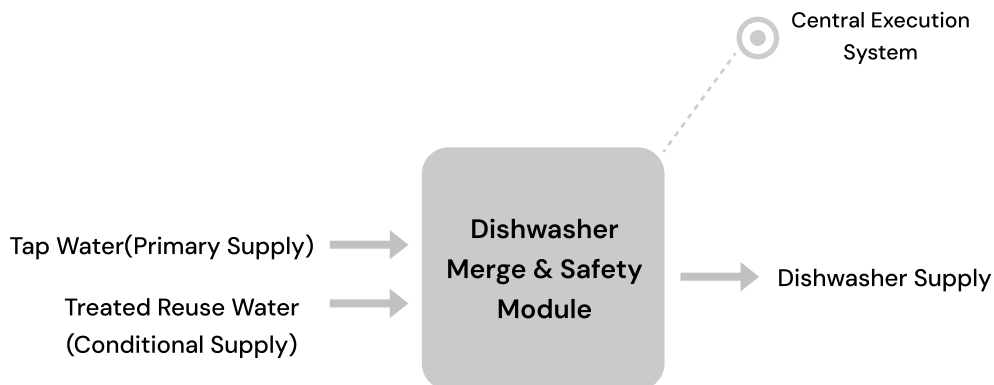 Central Execution
System
Dishwasher
Merge & Safety
Module
Tap Water(Primary Supply)
Treated Reuse Water
(Conditional Supply)
Dishwasher Supply